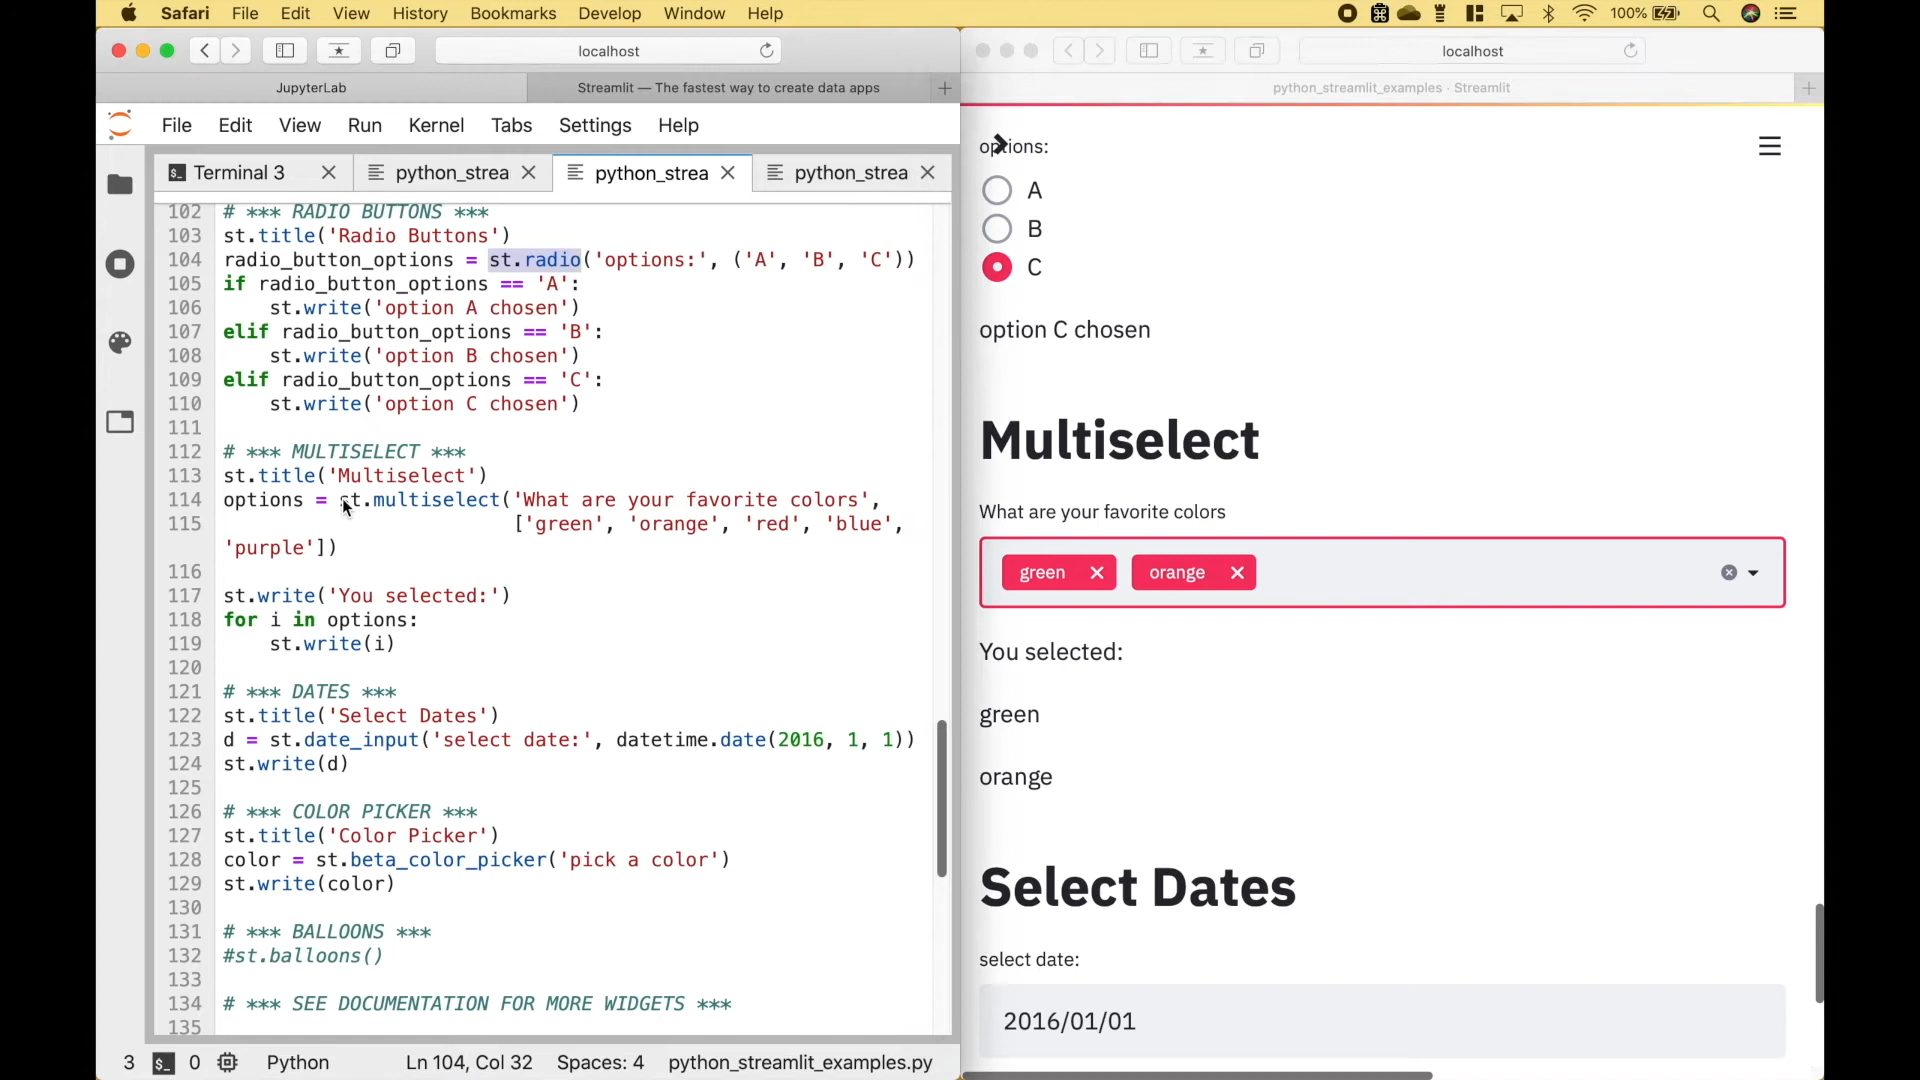 Safari File Edit View History Bookmarks Develop Window Help 100%
localhost
JupyterLab Streamlit — The fastest way to create data apps
File Edit View Run Kernel Tabs Settings Help
Terminal 3 python_strea python_strea python_strea
102 # *** RADIO BUTTONS ***
103 st.title('Radio Buttons')
104 radio_button_options = st.radio('options:', ('A', 'B', 'C'))
105 if radio_button_options == 'A':
106 st.write('option A chosen')
107 elif radio_button_options == 'B':
108 st.write('option B chosen')
109 elif radio_button_options == 'C':
110 st.write('option C chosen')
111
112 # *** MULTISELECT ***
113 st.title('Multiselect')
114 options = st.multiselect('What are your favorite colors',
115 ['green', 'orange', 'red', 'blue',
'purple'])
116
117 st.write('You selected:')
118 for i in options:
119 st.write(i)
120
121 # *** DATES ***
122 st.title('Select Dates')
123 d = st.date_input('select date:', datetime.date(2016, 1, 1))
124 st.write(d)
125
126 # *** COLOR PICKER ***
127 st.title('Color Picker')
128 color = st.beta_color_picker('pick a color')
129 st.write(color)
130
131 # *** BALLOONS ***
132 #st.balloons()
133
134 # *** SEE DOCUMENTATION FOR MORE WIDGETS ***
135
3 0 Python Ln 104, Col 32 Spaces: 4 python_streamlit_examples.py
localhost
python_streamlit_examples · Streamlit
options:
A
B
C
option C chosen
Multiselect
What are your favorite colors
green orange
You selected:
green
orange
Select Dates
select date:
2016/01/01